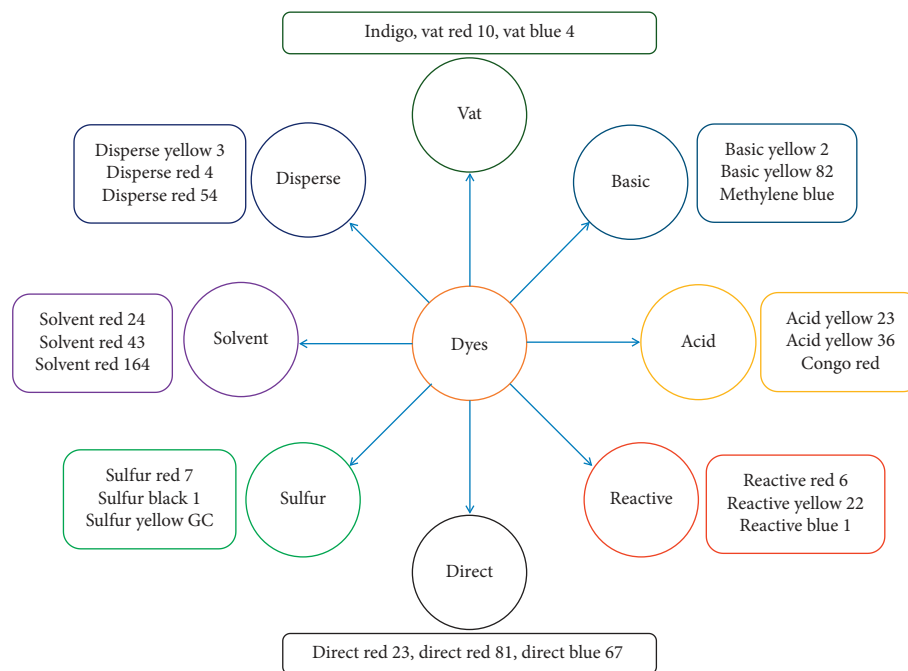 Indigo, vat red 10, vat blue 4
Vat
Disperse yellow 3
Disperse red 4
Disperse red 54
Disperse
Basic
Basic yellow 2
Basic yellow 82
Methylene blue
Solvent red 24
Solvent red 43
Solvent red 164
Solvent
Dyes
Acid
Acid yellow 23
Acid yellow 36
Congo red
Sulfur red 7
Sulfur black 1
Sulfur yellow GC
Sulfur
Reactive
Reactive red 6
Reactive yellow 22
Reactive blue 1
Direct
Direct red 23, direct red 81, direct blue 67